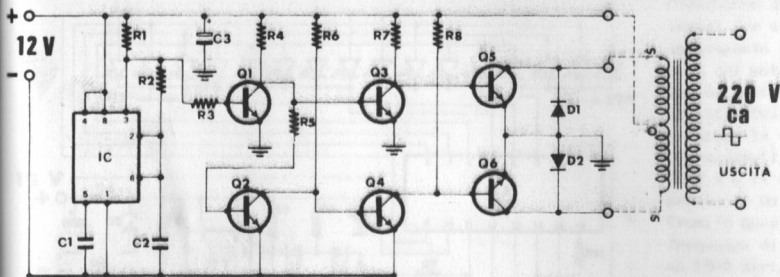 +
12 V
−
R1
C3
R4
R6
R7
R8
R2
R3
Q1
R5
Q3
Q5
D1
D2
S
S
220 V
ca
USCITA
4
8
3
2
IC
6
5
1
Q2
Q4
Q6
C1
C2